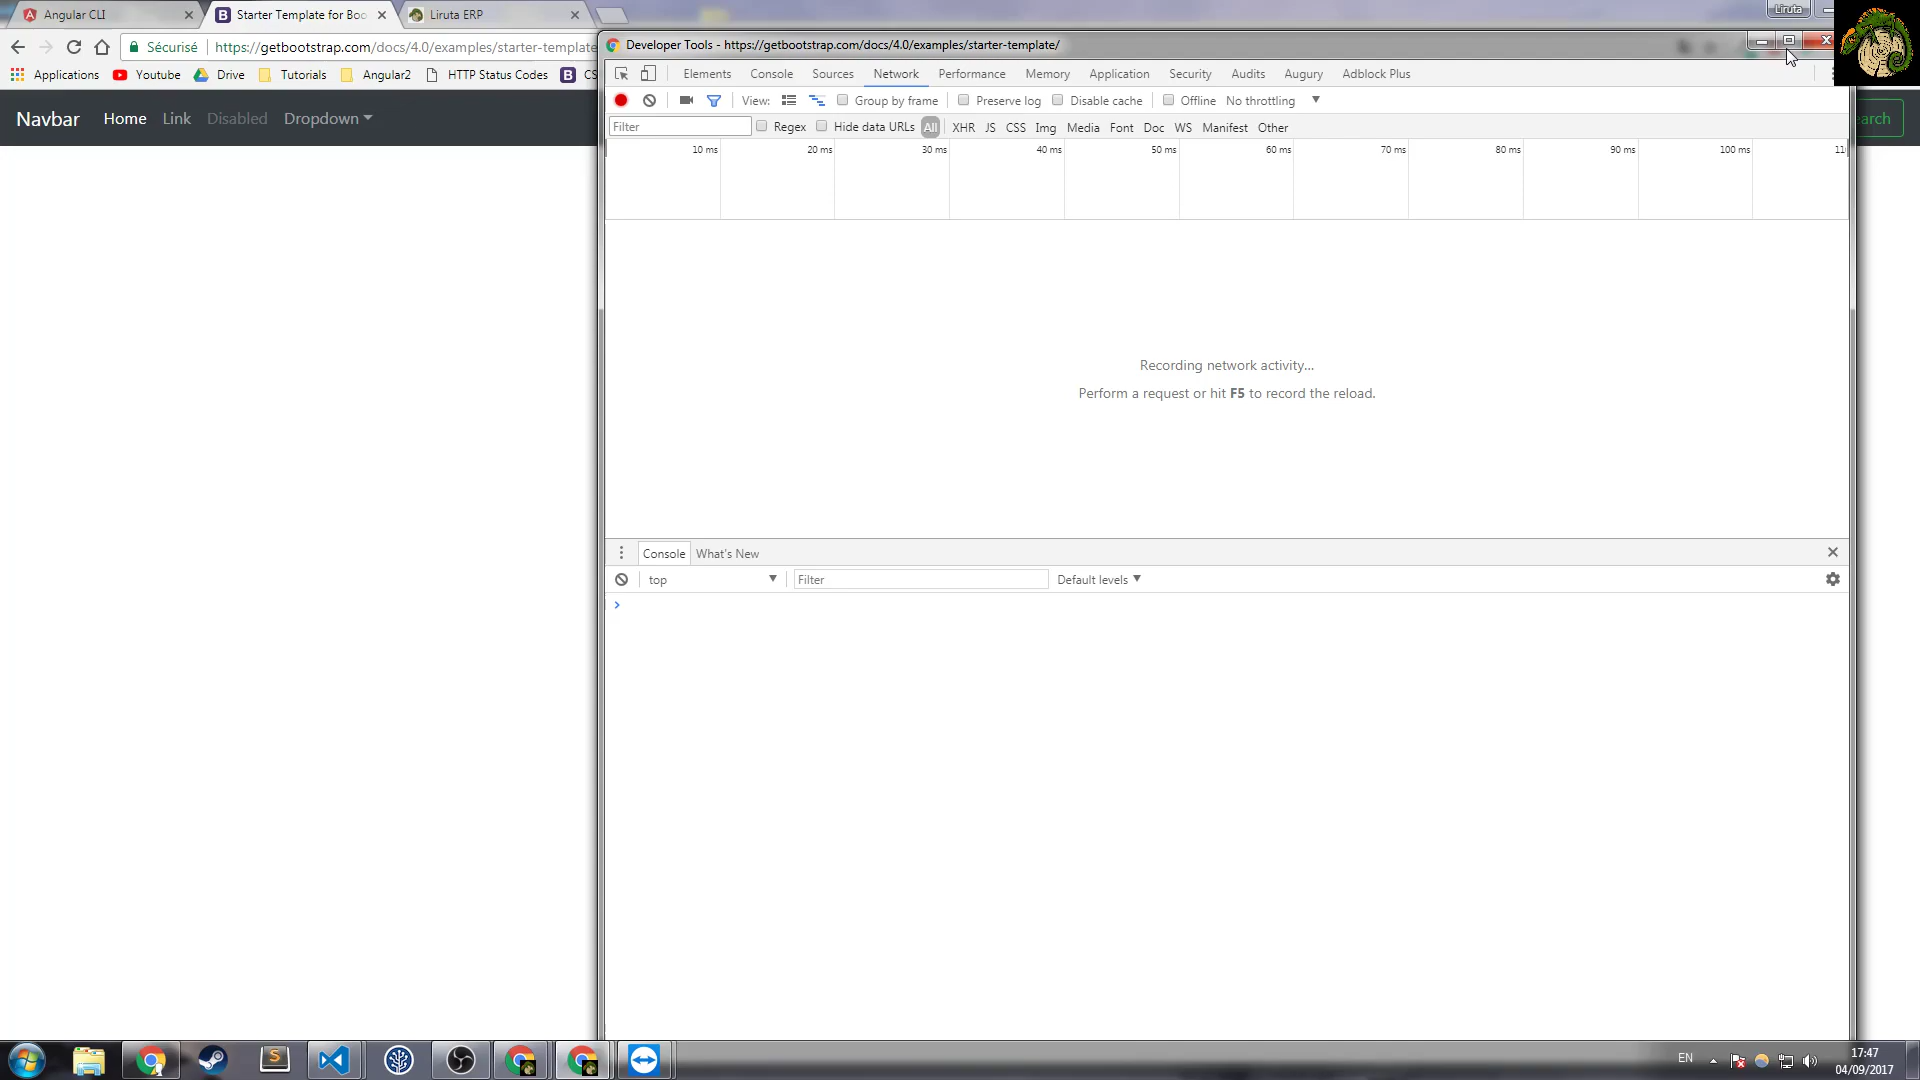 Angular CLI
Starter Template for Boo
Liruta ERP
Liruta
Sécurisé
https://getbootstrap.com/docs/4.0/examples/starter-template
Applications
Youtube
Drive
Tutorials
Angular2
HTTP Status Codes
CS
Navbar
Home
Link
Disabled
Dropdown
earch
Developer Tools - https://getbootstrap.com/docs/4.0/examples/starter-template/
Elements Console Sources Network Performance Memory Application Security Audits Augury Adblock Plus
View: Group by frame Preserve log Disable cache Offline No throttling
Filter Regex Hide data URLs All XHR JS CSS Img Media Font Doc WS Manifest Other
10 ms 20 ms 30 ms 40 ms 50 ms 60 ms 70 ms 80 ms 90 ms 100 ms 11
Recording network activity...
Perform a request or hit F5 to record the reload.
Console What's New
top Filter Default levels
EN
17:47
04/09/2017